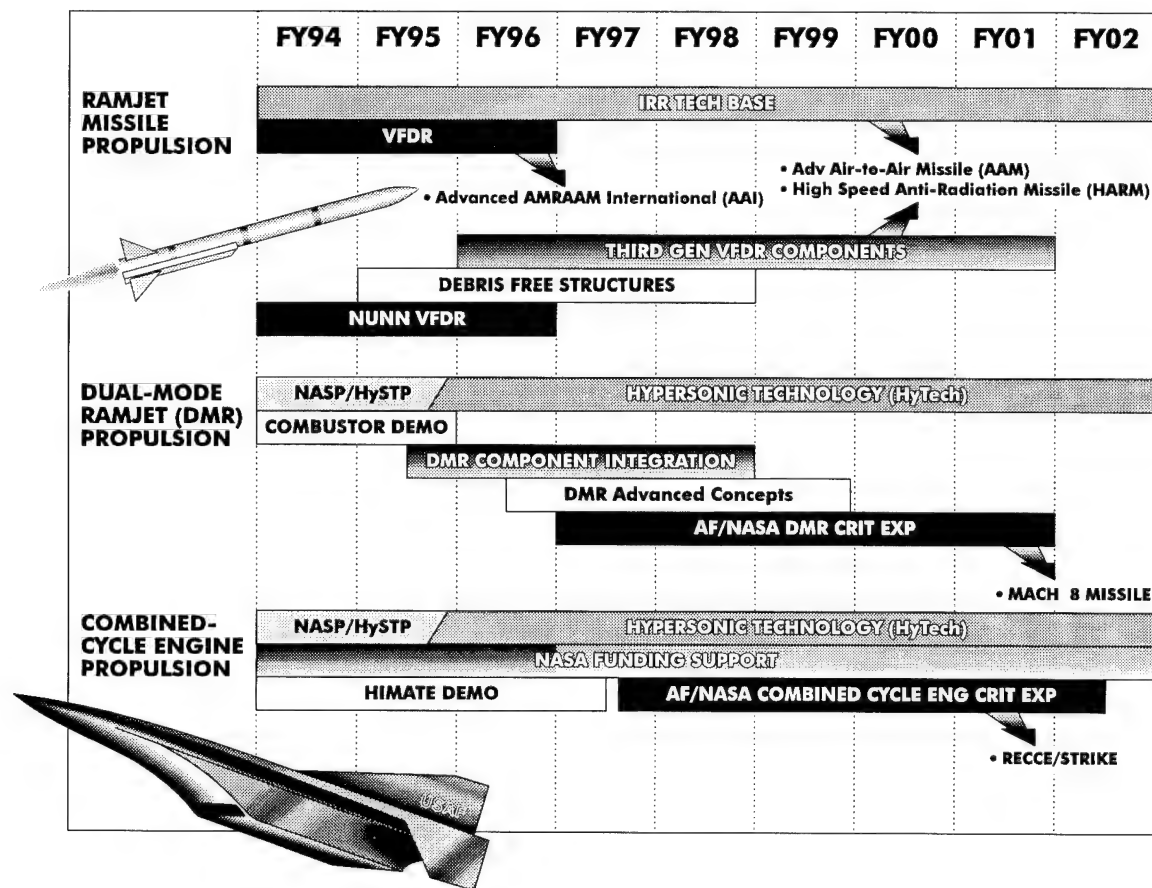 FY94 FY95 FY96 FY97 FY98 FY99 FY00 FY01 FY02
RAMJET
MISSILE
PROPULSION
IRR TECH BASE
VFDR
• Adv Air-to-Air Missile (AAM)
• Advanced AMRAAM International (AAI)
• High Speed Anti-Radiation Missile (HARM)
THIRD GEN VFDR COMPONENTS
DEBRIS FREE STRUCTURES
NUNN VFDR
DUAL-MODE
RAMJET (DMR)
PROPULSION
NASP/HySTP
HYPERSONIC TECHNOLOGY (HyTech)
COMBUSTOR DEMO
DMR COMPONENT INTEGRATION
DMR Advanced Concepts
AF/NASA DMR CRIT EXP
• MACH 8 MISSILE
COMBINED-
CYCLE ENGINE
PROPULSION
NASP/HySTP
HYPERSONIC TECHNOLOGY (HyTech)
NASA FUNDING SUPPORT
HIMATE DEMO
AF/NASA COMBINED CYCLE ENG CRIT EXP
• RECCE/STRIKE
USAF